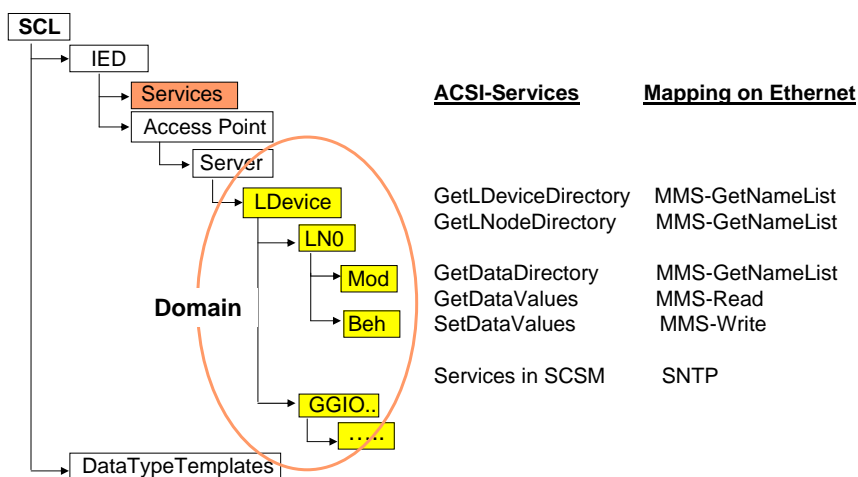 SCL
IED
Services
ACSI-Services Mapping on Ethernet
Access Point
Server
LDevice
GetLDeviceDirectory MMS-GetNameList
GetLNodeDirectory MMS-GetNameList
LN0
Mod
GetDataDirectory MMS-GetNameList
GetDataValues MMS-Read
Domain
Beh
SetDataValues MMS-Write
Services in SCSM SNTP
GGIO..
.....
DataTypeTemplates